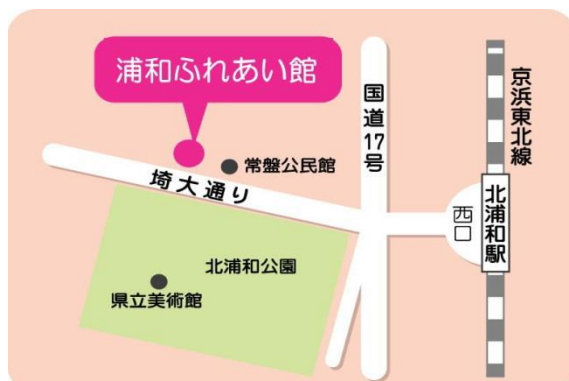 浦和ふれあい館
常盤公民館
埼大通り
国道17号
京浜東北線
北浦和駅
西口
北浦和公園
県立美術館